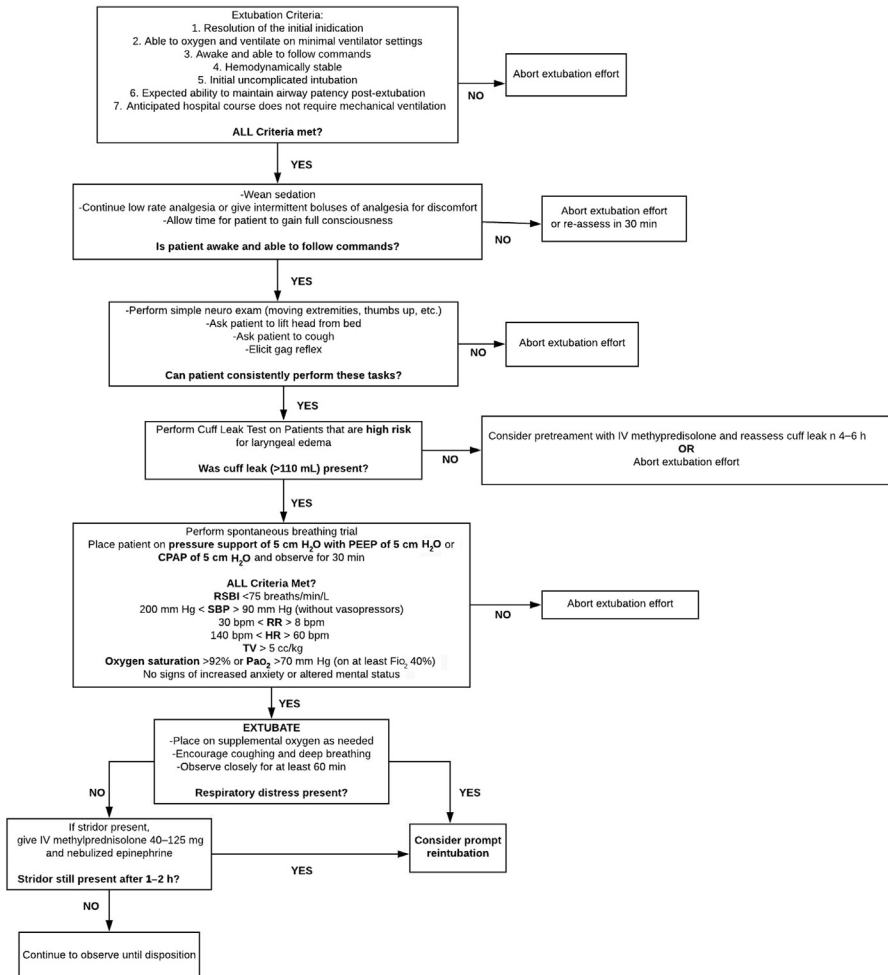 Extubation Criteria:
1. Resolution of the initial inidication
2. Able to oxygen and ventilate on minimal ventilator settings
3. Awake and able to follow commands
4. Hemodynamically stable
5. Initial uncomplicated intubation
6. Expected ability to maintain airway patency post-extubation
7. Anticipated hospital course does not require mechanical ventilation
ALL Criteria met?
NO
Abort extubation effort
YES
-Wean sedation
-Continue low rate analgesia or give intermittent boluses of analgesia for discomfort
-Allow time for patient to gain full consciousness
Is patient awake and able to follow commands?
NO
Abort extubation effort
or re-assess in 30 min
YES
-Perform simple neuro exam (moving extremities, thumbs up, etc.)
-Ask patient to lift head from bed
-Ask patient to cough
-Elicit gag reflex
Can patient consistently perform these tasks?
NO
Abort extubation effort
YES
Perform Cuff Leak Test on Patients that are high risk
for laryngeal edema
Was cuff leak (>110 mL) present?
NO
Consider pretreament with IV methypredisolone and reassess cuff leak n 4–6 h
OR
Abort extubation effort
YES
Perform spontaneous breathing trial
Place patient on pressure support of 5 cm H₂O with PEEP of 5 cm H₂O or
CPAP of 5 cm H₂O and observe for 30 min
ALL Criteria Met?
RSBI <75 breaths/min/L
200 mm Hg < SBP > 90 mm Hg (without vasopressors)
30 bpm < RR > 8 bpm
140 bpm < HR > 60 bpm
TV > 5 cc/kg
Oxygen saturation >92% or PaO₂ >70 mm Hg (on at least FiO₂ 40%)
No signs of increased anxiety or altered mental status
NO
Abort extubation effort
YES
EXTUBATE
-Place on supplemental oxygen as needed
-Encourage coughing and deep breathing
-Observe closely for at least 60 min
Respiratory distress present?
NO
YES
If stridor present,
give IV methylprednisolone 40–125 mg
and nebulized epinephrine
Stridor still present after 1–2 h?
YES
Consider prompt
reintubation
NO
Continue to observe until disposition